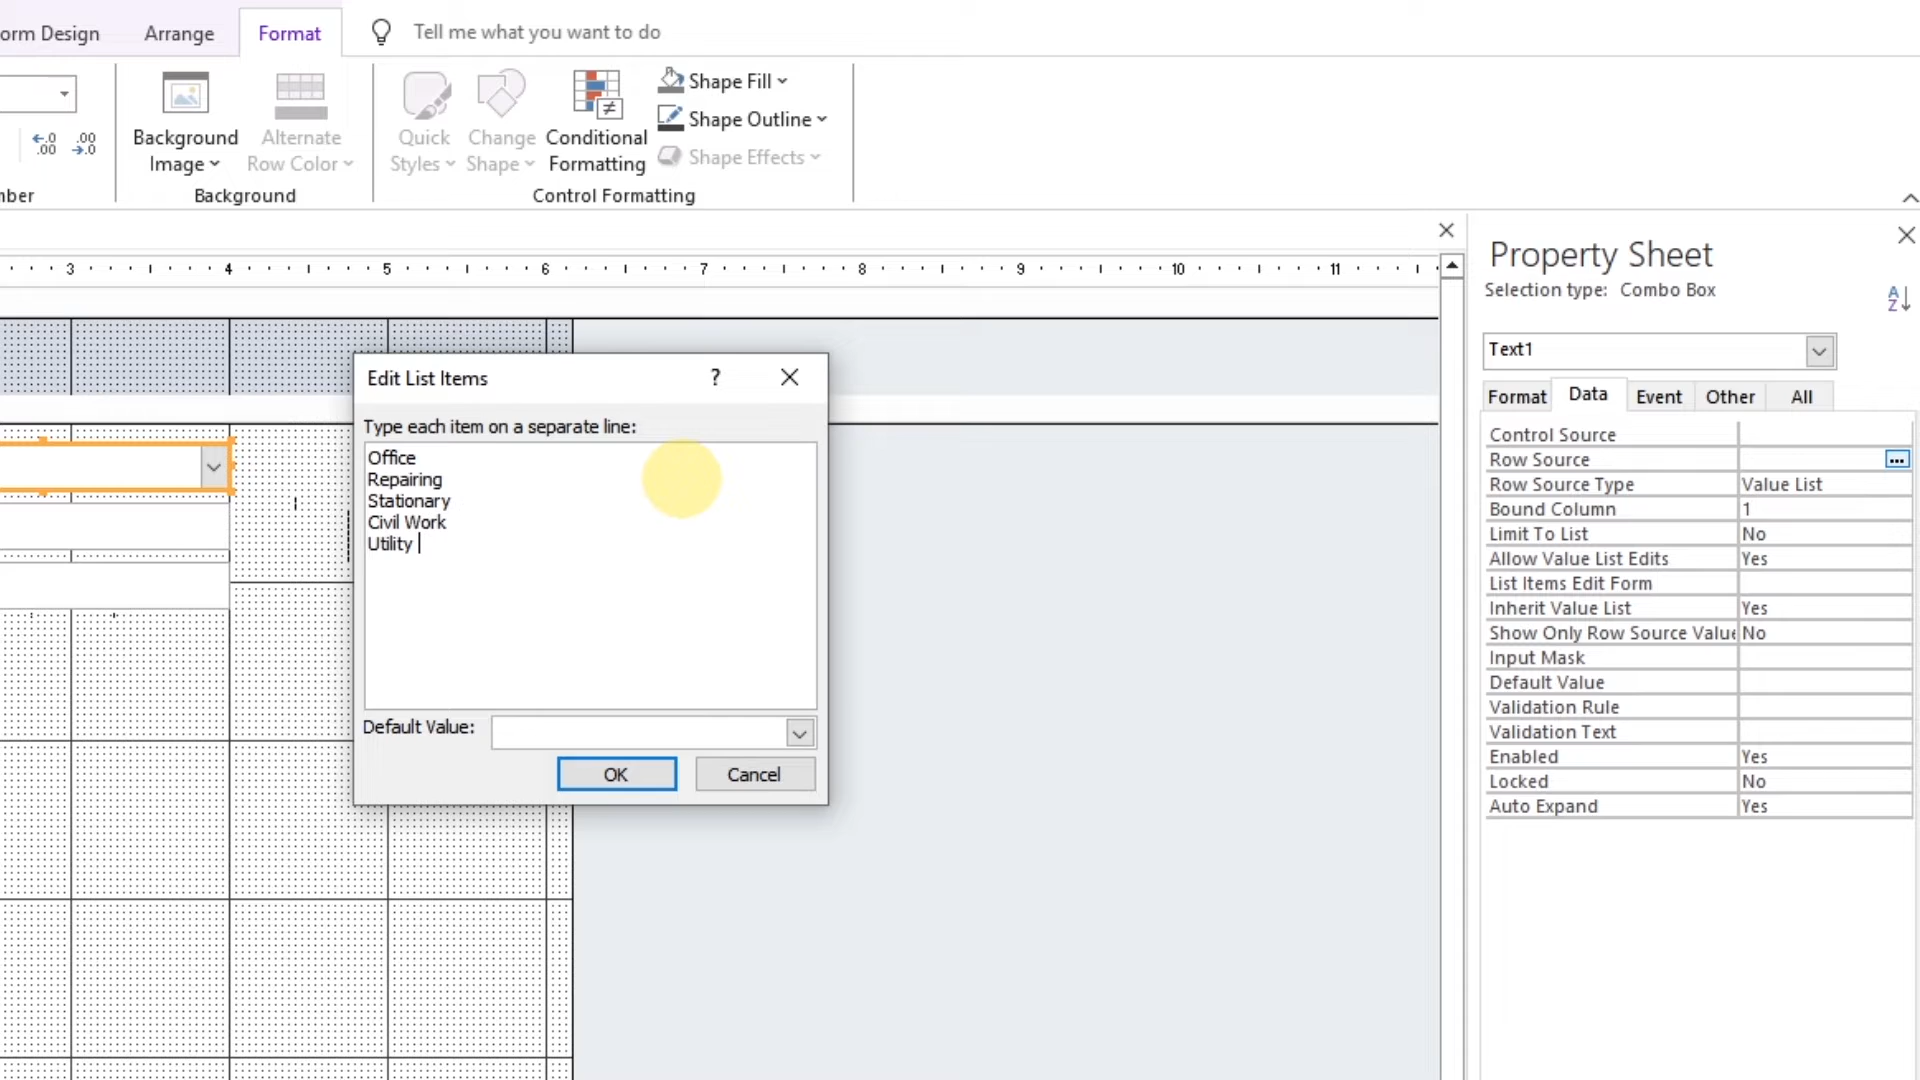 orm Design Arrange Format Tell me what you want to do
Shape Fill
Shape Outline
Shape Effects
←.0 .00
.00 →.0
Background Image
Alternate Row Color
Quick Styles
Change Shape
Conditional Formatting
nber Background Control Formatting
3 4 5 6 7 8 9 10 11
Edit List Items ?
Type each item on a separate line:
Office
Repairing
Stationary
Civil Work
Utility
Default Value:
OK Cancel
Property Sheet
Selection type: Combo Box
A
Z
Text1
Format Data Event Other All
Control Source
Row Source ...
Row Source Type Value List
Bound Column 1
Limit To List No
Allow Value List Edits Yes
List Items Edit Form
Inherit Value List Yes
Show Only Row Source Value No
Input Mask
Default Value
Validation Rule
Validation Text
Enabled Yes
Locked No
Auto Expand Yes